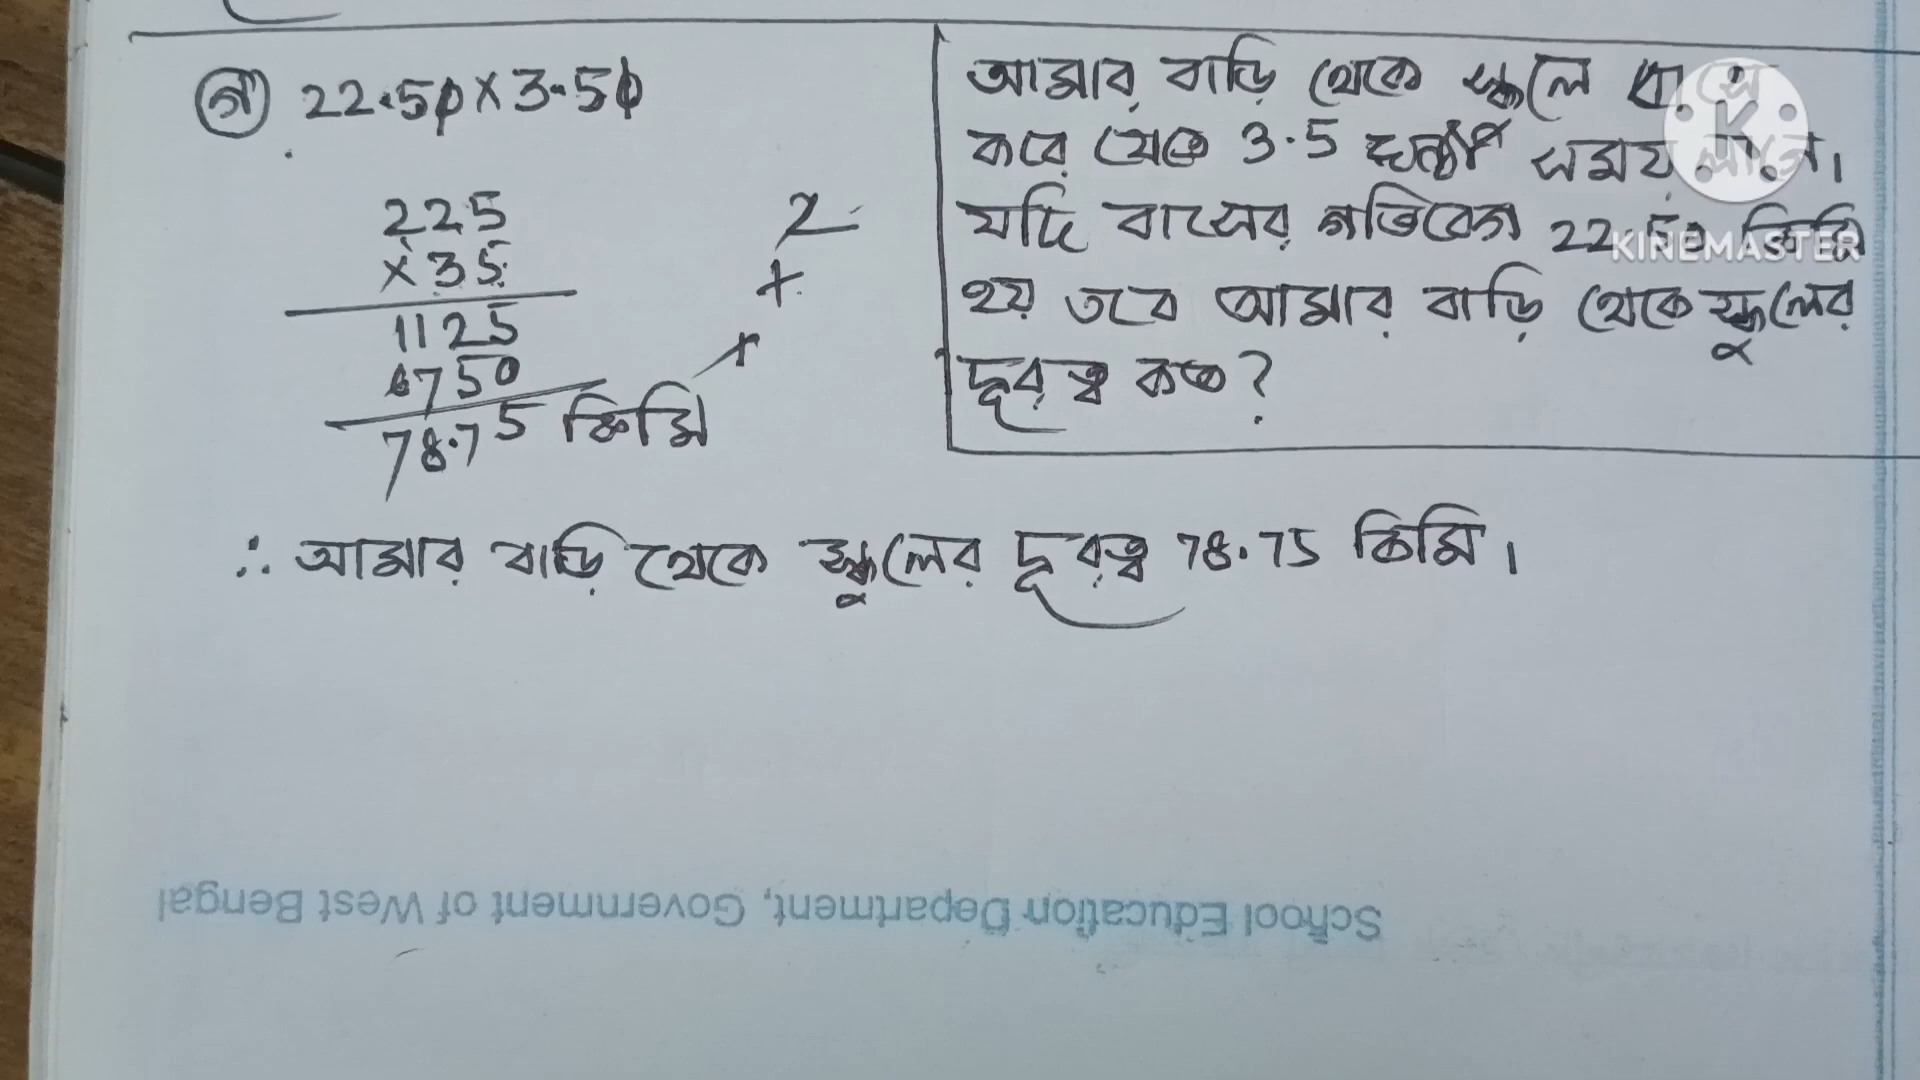 গ) 22.50 × 3.50
225
× 35
1125
6750
78.75 কিমি
আমার বাড়ি থেকে স্কুলে
করে যেতে 3.5 ঘন্টা সময় লাগে।
যদি বাসের গতিবেগ 22.50 কিমি
হয় তবে আমার বাড়ি থেকে স্কুলের
দূরত্ব কত?
∴ আমার বাড়ি থেকে স্কুলের দূরত্ব 78.75 কিমি।
K
KINEMASTER
School Education Department, Government of West Bengal